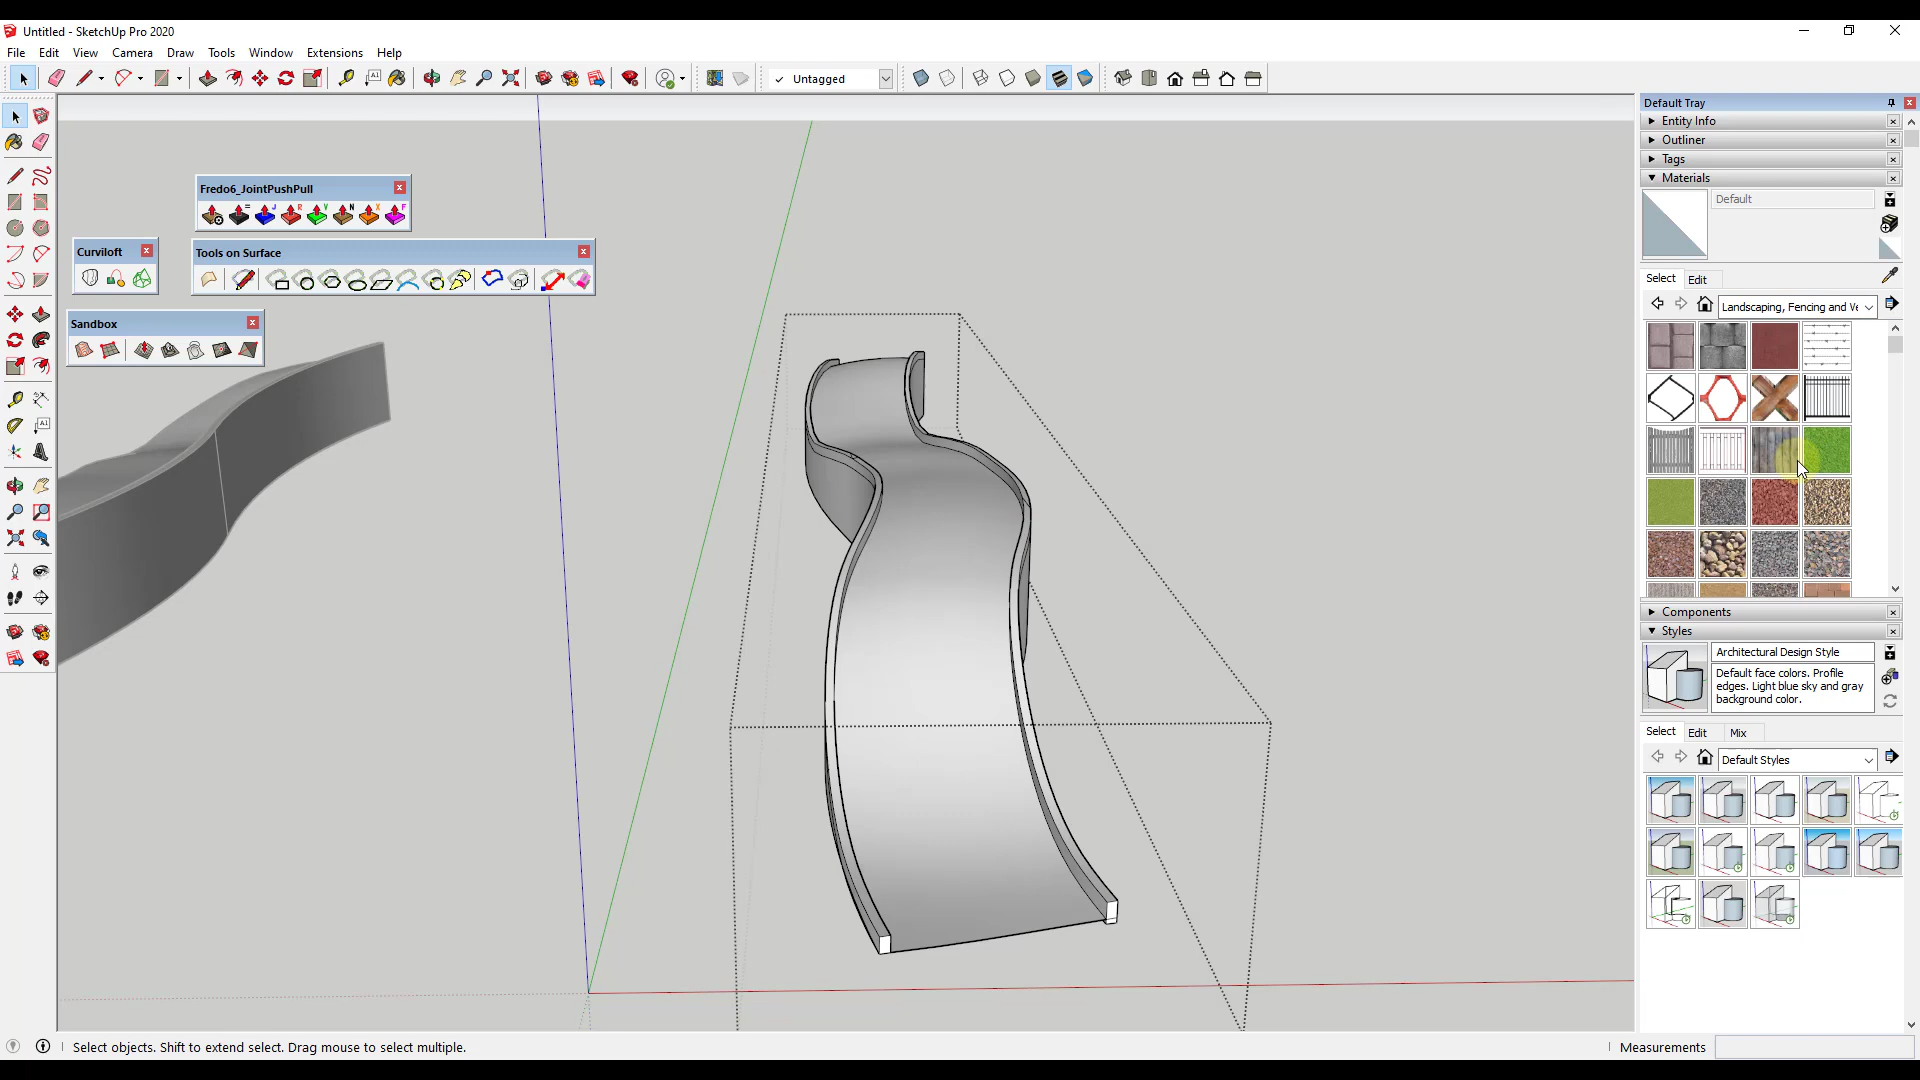 Untitled - SketchUp Pro 2020
File Edit View Camera Draw Tools Window Extensions Help
Untagged
Default Tray
Entity Info
Outliner
Tags
Materials
Default
Select Edit
Landscaping, Fencing and Ve
Fredo6_JointPushPull
Curviloft
Tools on Surface
Sandbox
Components
Styles
Architectural Design Style
Default face colors. Profile
edges. Light blue sky and gray
background color.
Select Edit Mix
Default Styles
Select objects. Shift to extend select. Drag mouse to select multiple.
Measurements